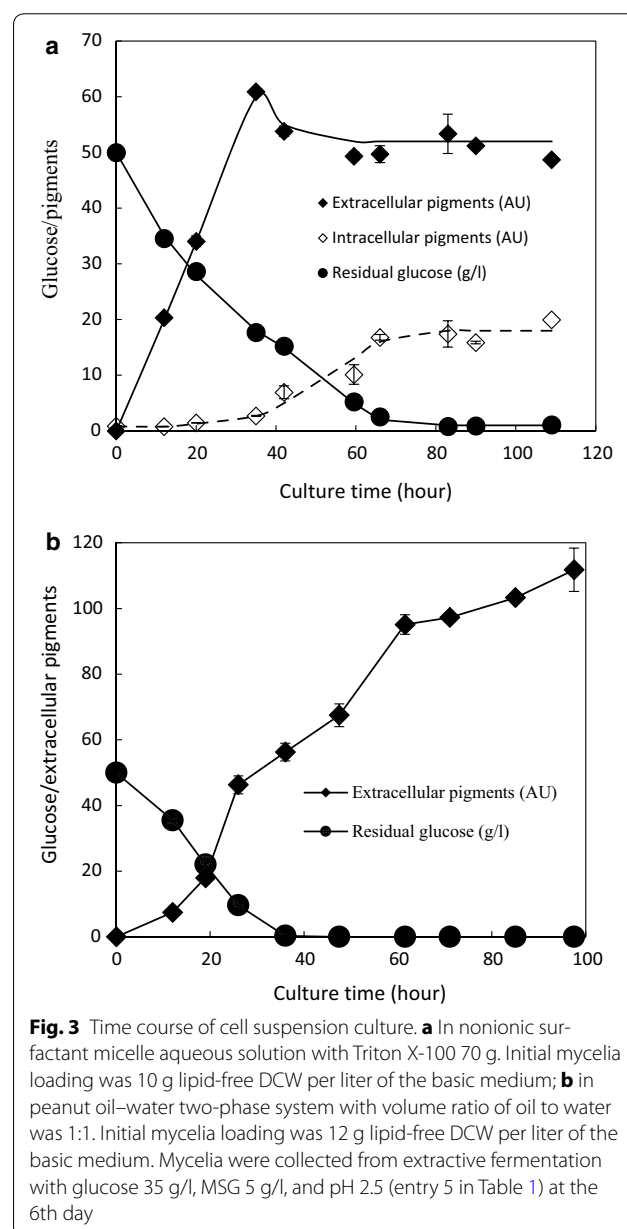 a
70
60
50
40
30
20
10
0
Glucose/pigments
Extracellular pigments (AU)
Intracellular pigments (AU)
Residual glucose (g/l)
0 20 40 60 80 100 120
Culture time (hour)
b
120
100
80
60
40
20
0
Glucose/extracellular pigments
Extracellular pigments (AU)
Residual glucose (g/l)
0 20 40 60 80 100
Culture time (hour)
Fig. 3 Time course of cell suspension culture. a In nonionic sur-
factant micelle aqueous solution with Triton X-100 70 g. Initial mycelia
loading was 10 g lipid-free DCW per liter of the basic medium; b in
peanut oil–water two-phase system with volume ratio of oil to water
was 1:1. Initial mycelia loading was 12 g lipid-free DCW per liter of the
basic medium. Mycelia were collected from extractive fermentation
with glucose 35 g/l, MSG 5 g/l, and pH 2.5 (entry 5 in Table 1) at the
6th day